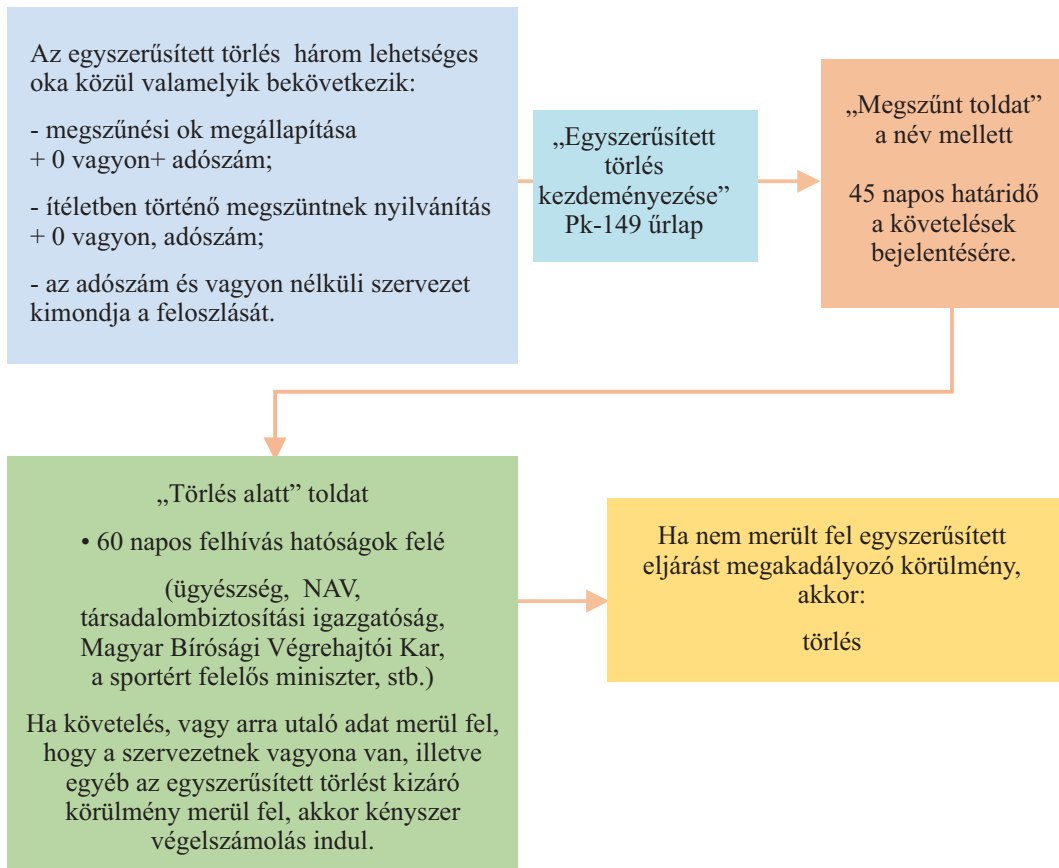 Az egyszerűsített törlés három lehetséges
oka közül valamelyik bekövetkezik:
- megszűnési ok megállapítása
+ 0 vagyon+ adószám;
- ítéletben történő megszüntnek nyilvánítás
+ 0 vagyon, adószám;
- az adószám és vagyon nélküli szervezet
kimondja a feloszlását.
„Egyszerűsített
törlés
kezdeményezése”
Pk-149 űrlap
„Megszűnt toldat”
a név mellett
45 napos határidő
a követelések
bejelentésére.
„Törlés alatt” toldat
• 60 napos felhívás hatóságok felé
(ügyészség, NAV,
társadalombiztosítási igazgatóság,
Magyar Bírósági Végrehajtói Kar,
a sportért felelős miniszter, stb.)
Ha követelés, vagy arra utaló adat merül fel,
hogy a szervezetnek vagyona van, illetve
egyéb az egyszerűsített törlést kizáró
körülmény merül fel, akkor kényszer
végelszámolás indul.
Ha nem merült fel egyszerűsített
eljárást megakadályozó körülmény,
akkor:
törlés